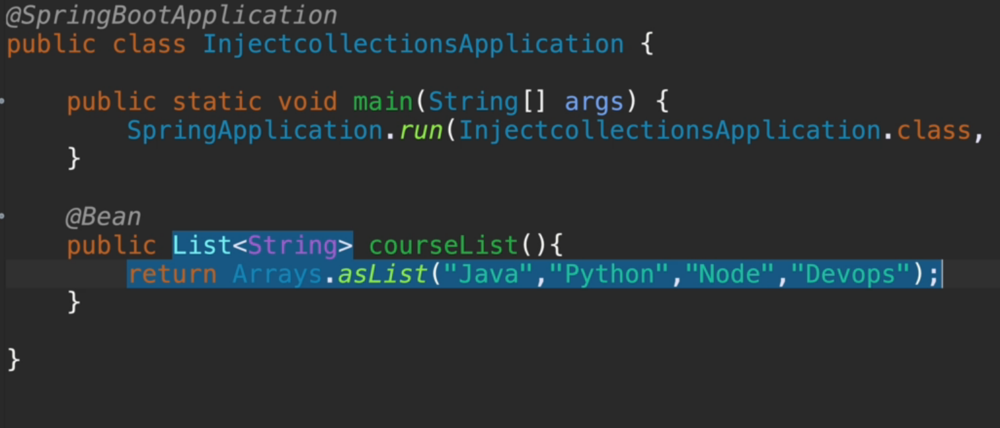 @SpringBootApplication
public class InjectcollectionsApplication {
public static void main(String[] args) {
SpringApplication.run(InjectcollectionsApplication.class,
}
@Bean
public List<String> courseList(){
return Arrays.asList("Java","Python","Node","Devops");
}
}